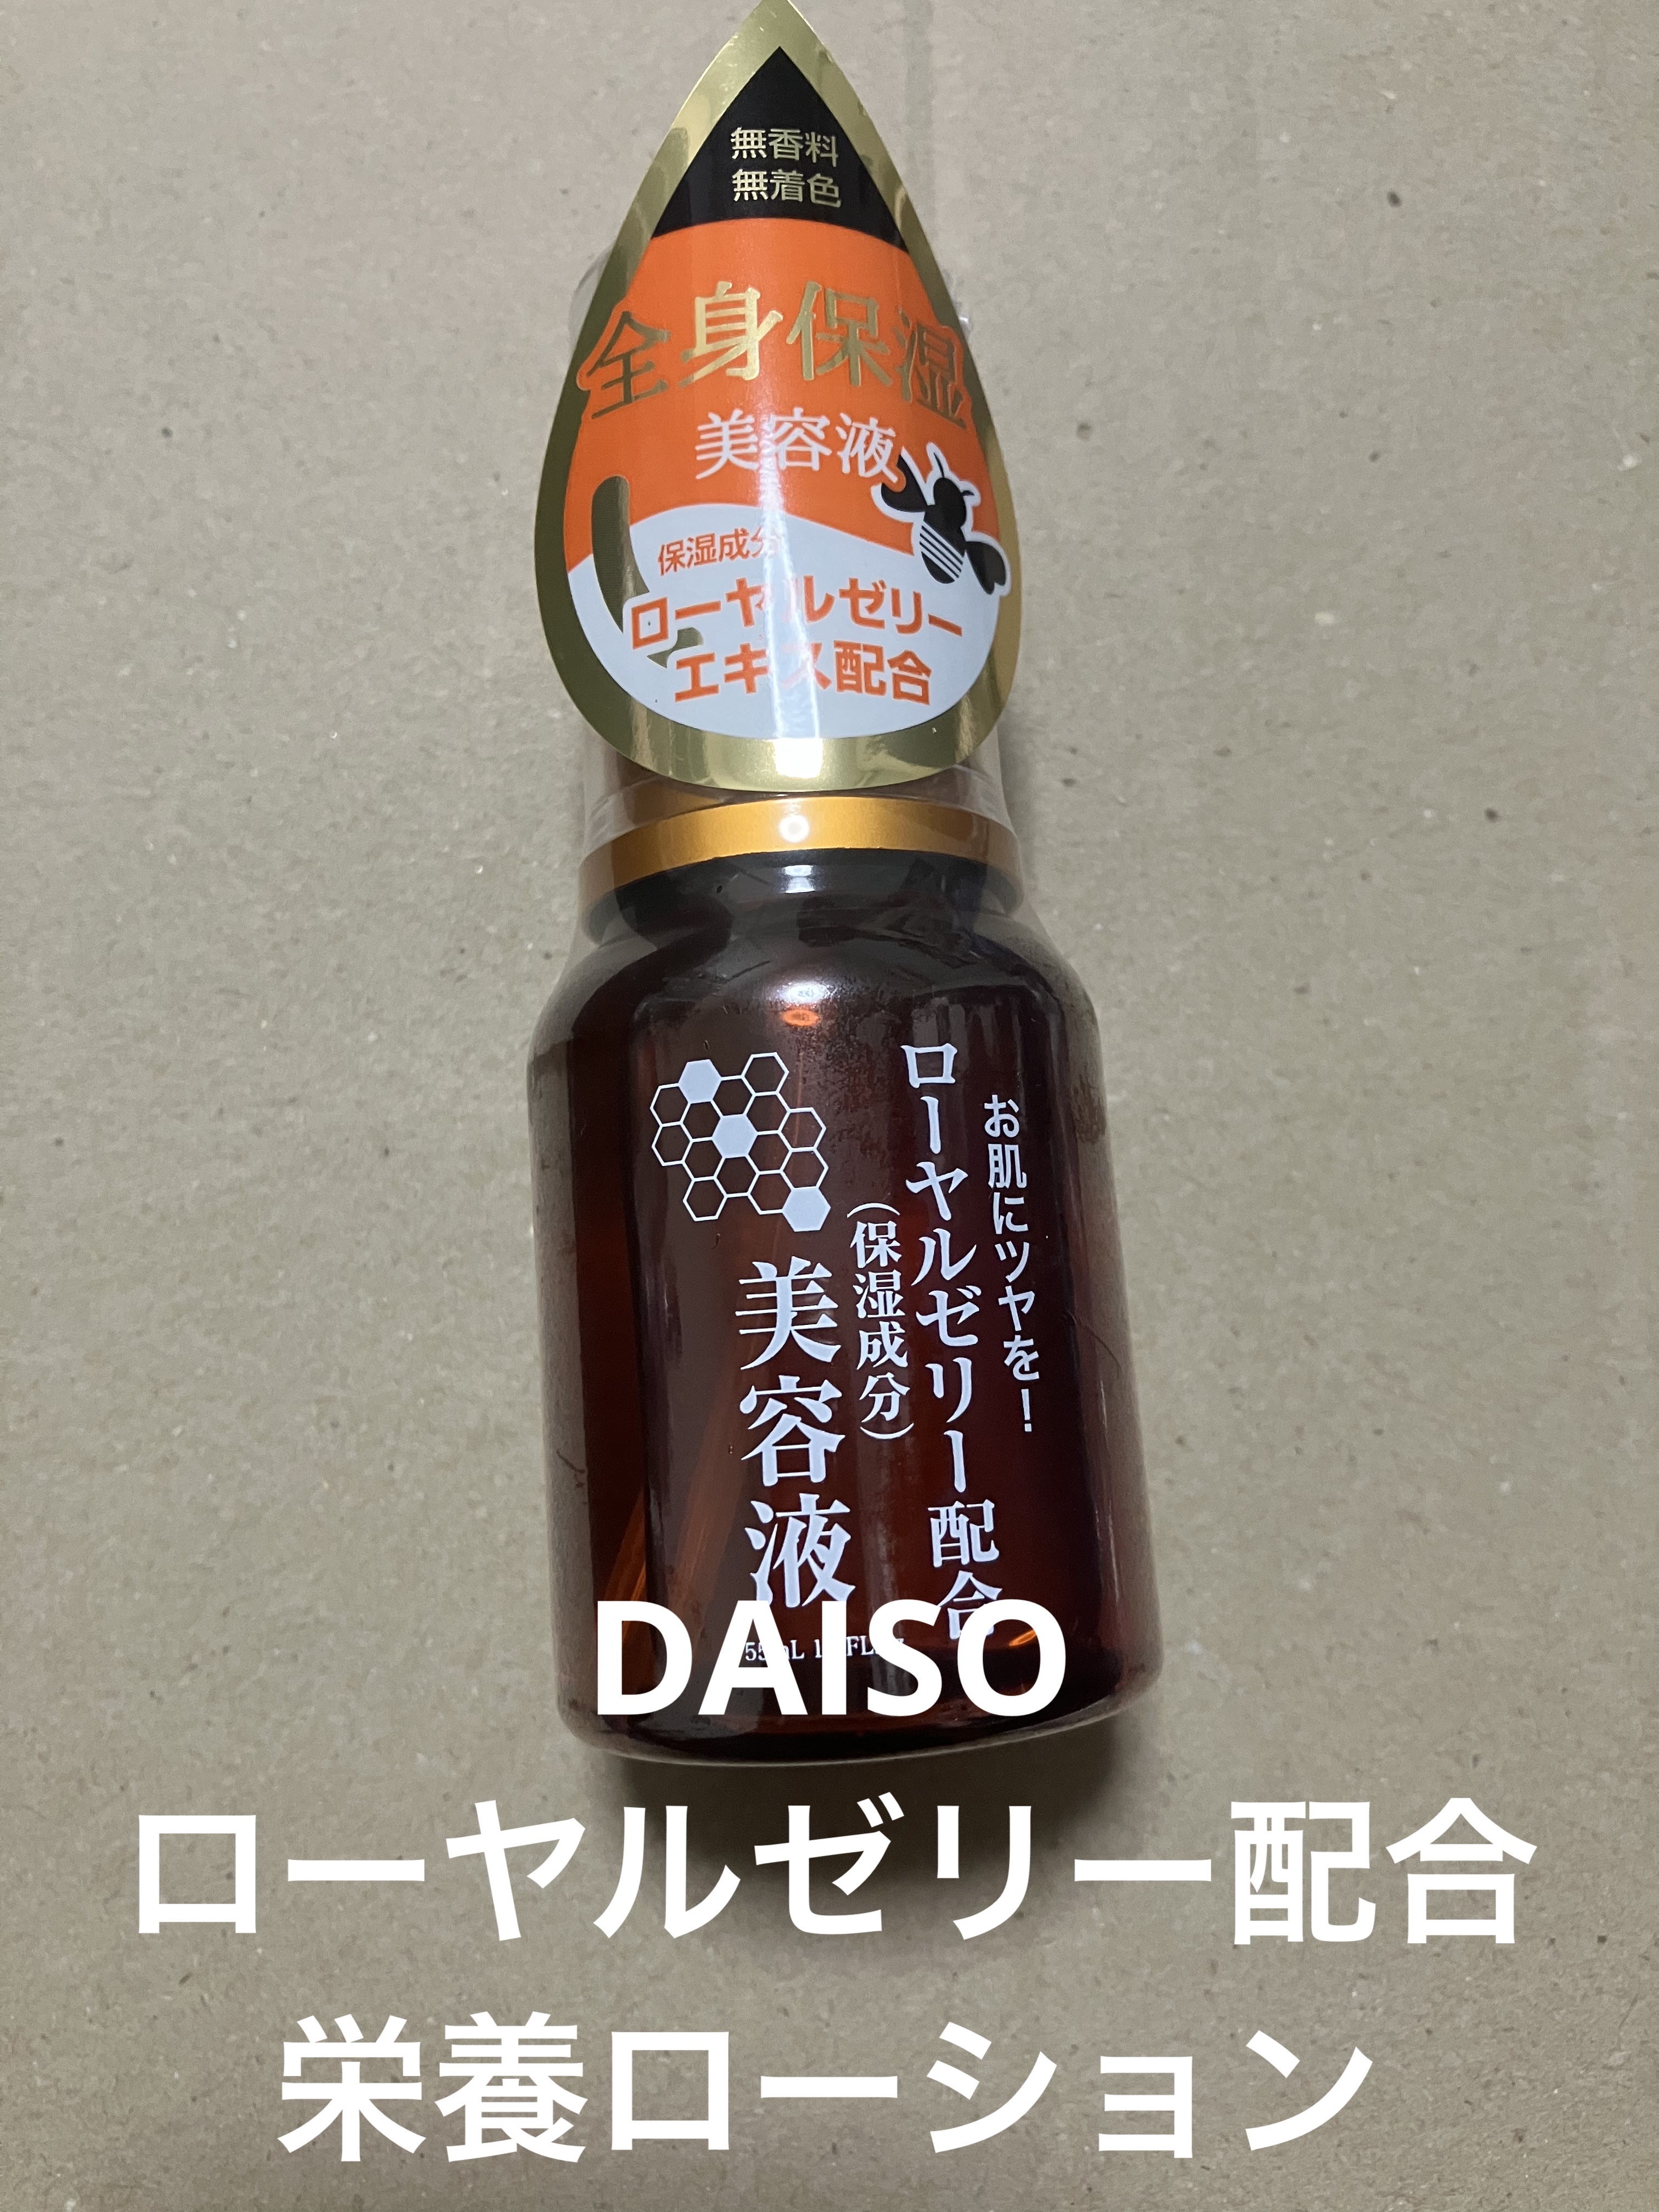 無香料
無着色
全身保湿
美容液
保湿成分
ローヤルゼリー
エキス配合
お肌にツヤを!
ローヤルゼリー配合
(保湿成分)
美容液
DAISO
ローヤルゼリー配合
栄養ローション